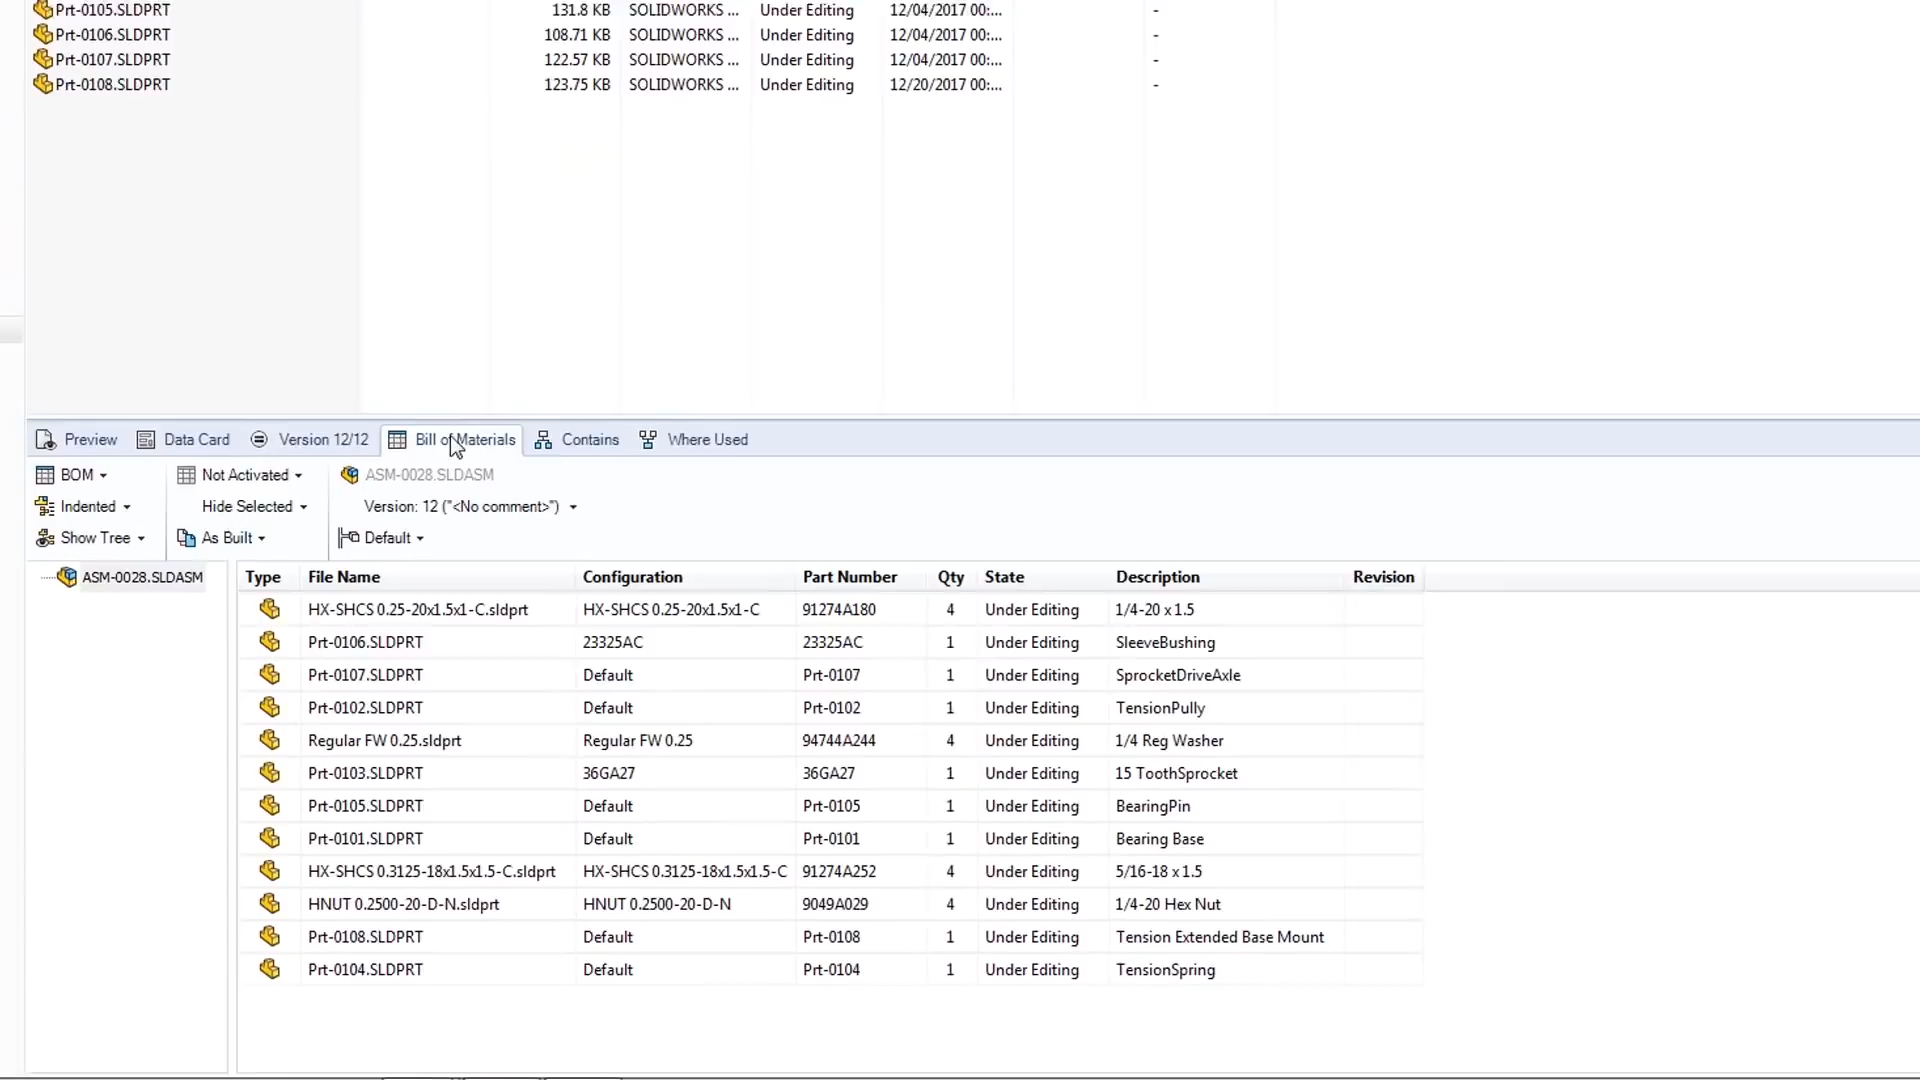 Prt-0105.SLDPRT 131.8 KB SOLIDWORKS ... Under Editing 12/04/2017 00:... -
Prt-0106.SLDPRT 108.71 KB SOLIDWORKS ... Under Editing 12/04/2017 00:... -
Prt-0107.SLDPRT 122.57 KB SOLIDWORKS ... Under Editing 12/04/2017 00:... -
Prt-0108.SLDPRT 123.75 KB SOLIDWORKS ... Under Editing 12/20/2017 00:... -
Preview Data Card Version 12/12 Bill of Materials Contains Where Used
BOM Not Activated ASM-0028.SLDASM
Indented Hide Selected Version: 12 ("<No comment>")
Show Tree As Built Default
ASM-0028.SLDASM
Type File Name Configuration Part Number Qty State Description Revision
HX-SHCS 0.25-20x1.5x1-C.sldprt HX-SHCS 0.25-20x1.5x1-C 91274A180 4 Under Editing 1/4-20 x 1.5
Prt-0106.SLDPRT 23325AC 23325AC 1 Under Editing SleeveBushing
Prt-0107.SLDPRT Default Prt-0107 1 Under Editing SprocketDriveAxle
Prt-0102.SLDPRT Default Prt-0102 1 Under Editing TensionPully
Regular FW 0.25.sldprt Regular FW 0.25 94744A244 4 Under Editing 1/4 Reg Washer
Prt-0103.SLDPRT 36GA27 36GA27 1 Under Editing 15 ToothSprocket
Prt-0105.SLDPRT Default Prt-0105 1 Under Editing BearingPin
Prt-0101.SLDPRT Default Prt-0101 1 Under Editing Bearing Base
HX-SHCS 0.3125-18x1.5x1.5-C.sldprt HX-SHCS 0.3125-18x1.5x1.5-C 91274A252 4 Under Editing 5/16-18 x 1.5
HNUT 0.2500-20-D-N.sldprt HNUT 0.2500-20-D-N 9049A029 4 Under Editing 1/4-20 Hex Nut
Prt-0108.SLDPRT Default Prt-0108 1 Under Editing Tension Extended Base Mount
Prt-0104.SLDPRT Default Prt-0104 1 Under Editing TensionSpring